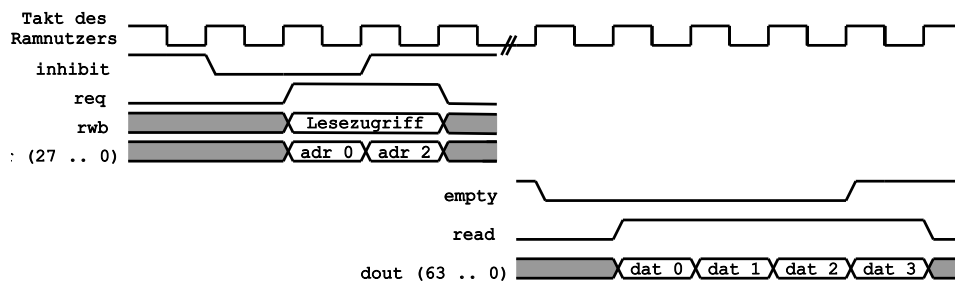 Takt des
Ramnutzers
inhibit
req
rwb Lesezugriff
(27 .. 0) adr 0 adr 2
empty
read
dout (63 .. 0) dat 0 dat 1 dat 2 dat 3